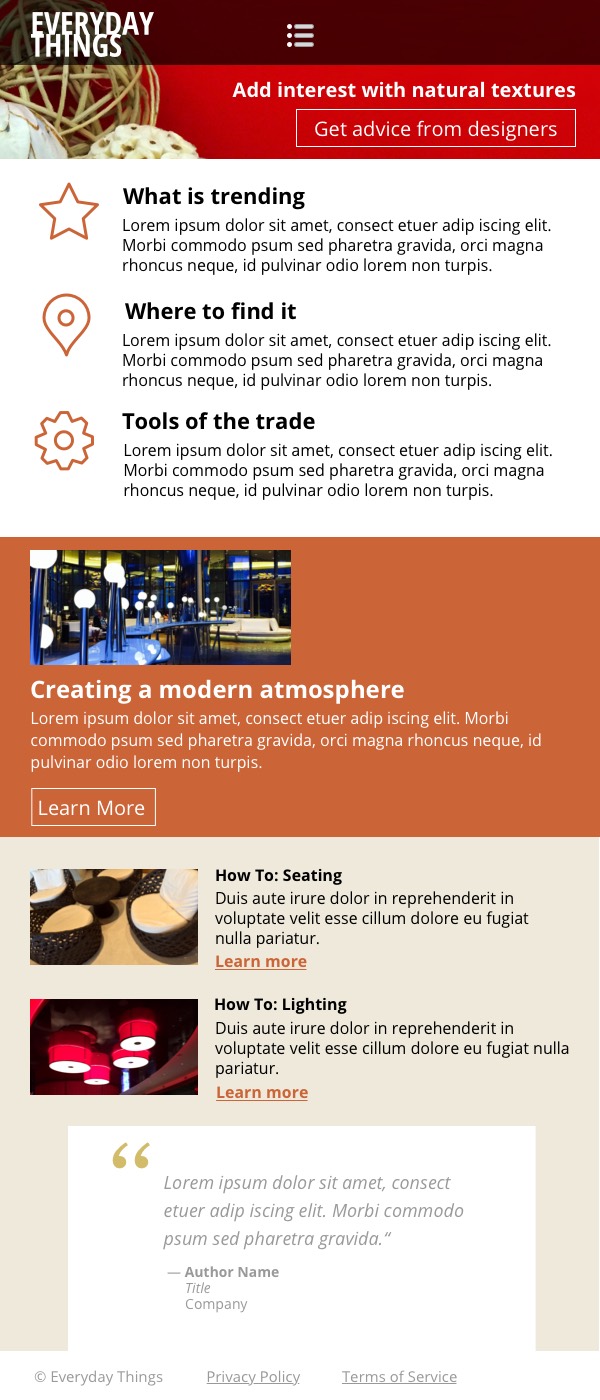 EVERYDAY
THINGS
Add interest with natural textures
Get advice from designers
What is trending
Lorem ipsum dolor sit amet, consect etuer adip iscing elit.
Morbi commodo psum sed pharetra gravida, orci magna
rhoncus neque, id pulvinar odio lorem non turpis.
Where to find it
Lorem ipsum dolor sit amet, consect etuer adip iscing elit.
Morbi commodo psum sed pharetra gravida, orci magna
rhoncus neque, id pulvinar odio lorem non turpis.
Tools of the trade
Lorem ipsum dolor sit amet, consect etuer adip iscing elit.
Morbi commodo psum sed pharetra gravida, orci magna
rhoncus neque, id pulvinar odio lorem non turpis.
Creating a modern atmosphere
Lorem ipsum dolor sit amet, consect etuer adip iscing elit. Morbi
commodo psum sed pharetra gravida, orci magna rhoncus neque, id
pulvinar odio lorem non turpis.
Learn More
How To: Seating
Duis aute irure dolor in reprehenderit in
voluptate velit esse cillum dolore eu fugiat
nulla pariatur.
Learn more
How To: Lighting
Duis aute irure dolor in reprehenderit in
voluptate velit esse cillum dolore eu fugiat nulla
pariatur.
Learn more
“
Lorem ipsum dolor sit amet, consect
etuer adip iscing elit. Morbi commodo
psum sed pharetra gravida.“
— Author Name
Title
Company
© Everyday Things Privacy Policy Terms of Service